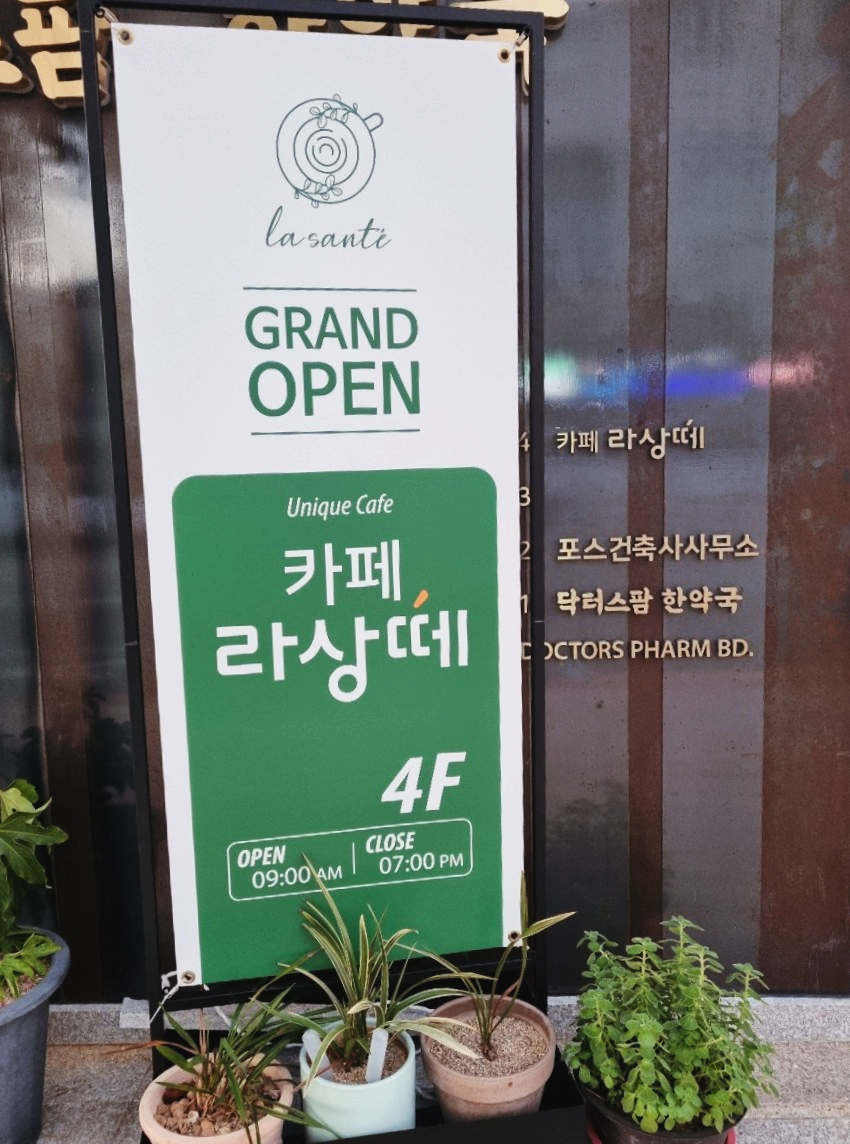 la santé
GRAND
OPEN
Unique Cafe
카페
라상떼
4F
OPEN
09:00 AM
CLOSE
07:00 PM
4 카페 라상떼
3
2 포스건축사사무소
1 닥터스팜 한약국
DOCTORS PHARM BD.